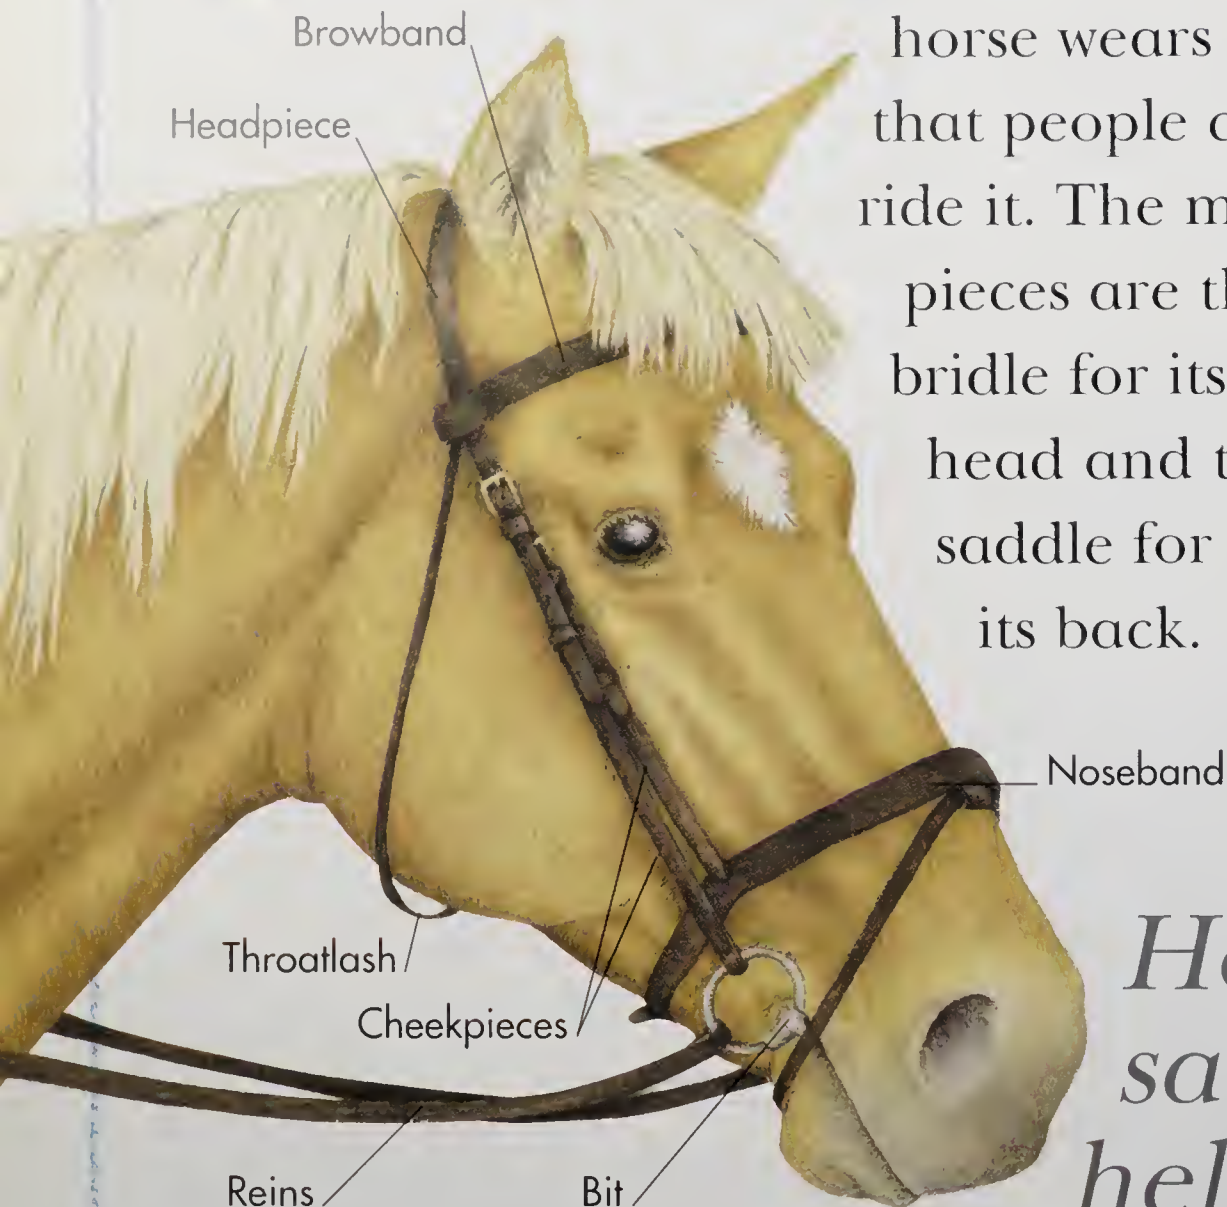 Browband
Headpiece
horse wears
that people
ride it. The
pieces are
bridle for its
head and
saddle for
its back.
Noseband
Throatlash
Cheekpieces
Reins
Bit